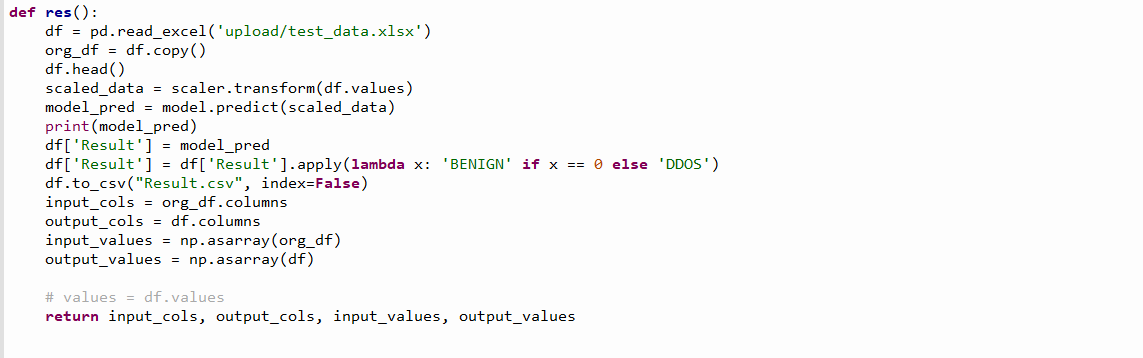 def res():
    df = pd.read_excel('upload/test_data.xlsx')
    org_df = df.copy()
    df.head()
    scaled_data = scaler.transform(df.values)
    model_pred = model.predict(scaled_data)
    print(model_pred)
    df['Result'] = model_pred
    df['Result'] = df['Result'].apply(lambda x: 'BENIGN' if x == 0 else 'DDOS')
    df.to_csv("Result.csv", index=False)
    input_cols = org_df.columns
    output_cols = df.columns
    input_values = np.asarray(org_df)
    output_values = np.asarray(df)

    # values = df.values
    return input_cols, output_cols, input_values, output_values